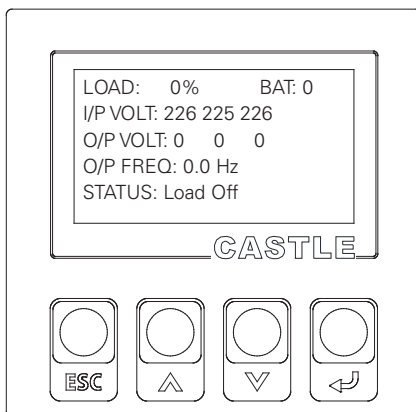 LOAD: 0% BAT: 0
I/P VOLT: 226 225 226
O/P VOLT: 0 0 0
O/P FREQ: 0.0 Hz
STATUS: Load Off
CASTLE
ESC